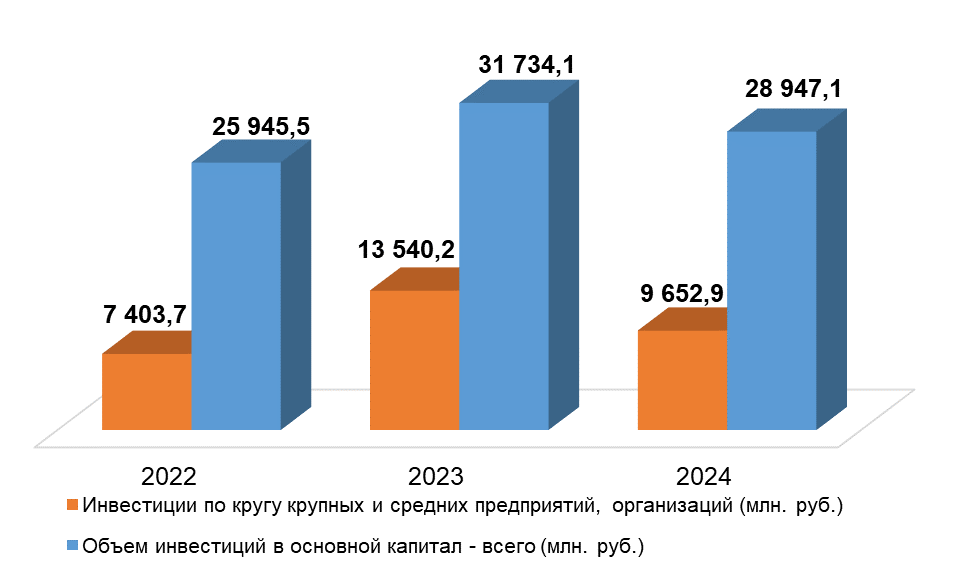 31 734,1
28 947,1
25 945,5
13 540,2
9 652,9
7 403,7
2022 2023 2024
Инвестиции по кругу крупных и средних предприятий, организаций (млн. руб.)
Объем инвестиций в основной капитал - всего (млн. руб.)